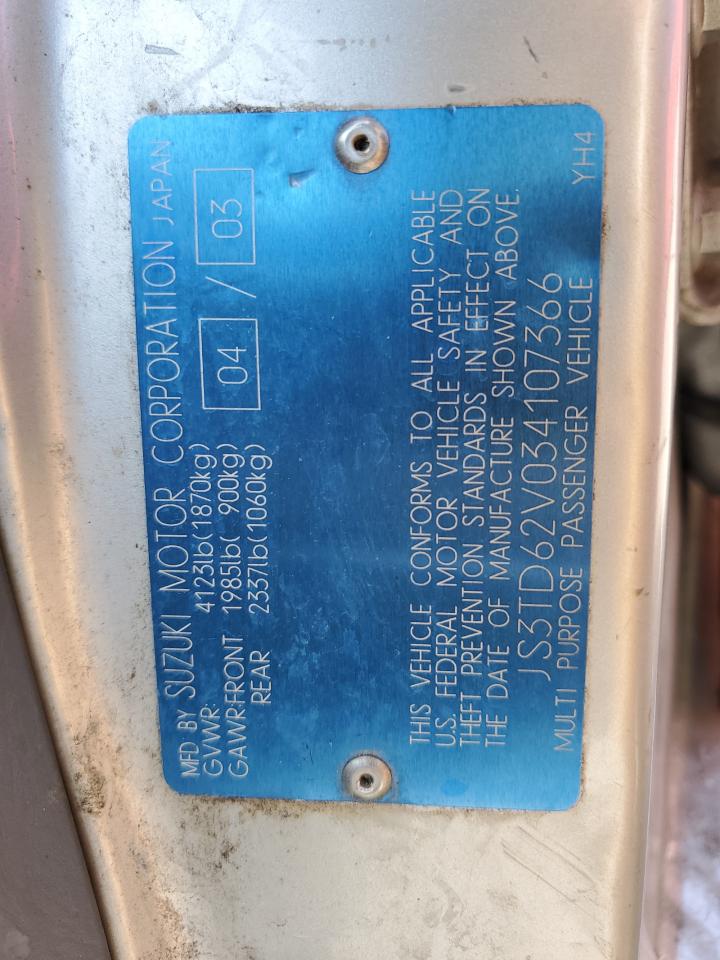 MFD BY SUZUKI MOTOR CORPORATION JAPAN
GVWR: 4123lb(1870kg)
GAWR:FRONT 1985lb( 900kg) 04 / 03
REAR 2337lb(1060kg)
THIS VEHICLE CONFORMS TO ALL APPLICABLE
U.S. FEDERAL MOTOR VEHICLE SAFETY AND
THEFT PREVENTION STANDARDS IN EFFECT ON
THE DATE OF MANUFACTURE SHOWN ABOVE.
JS3TD62V034107366
MULTI PURPOSE PASSENGER VEHICLE YH4